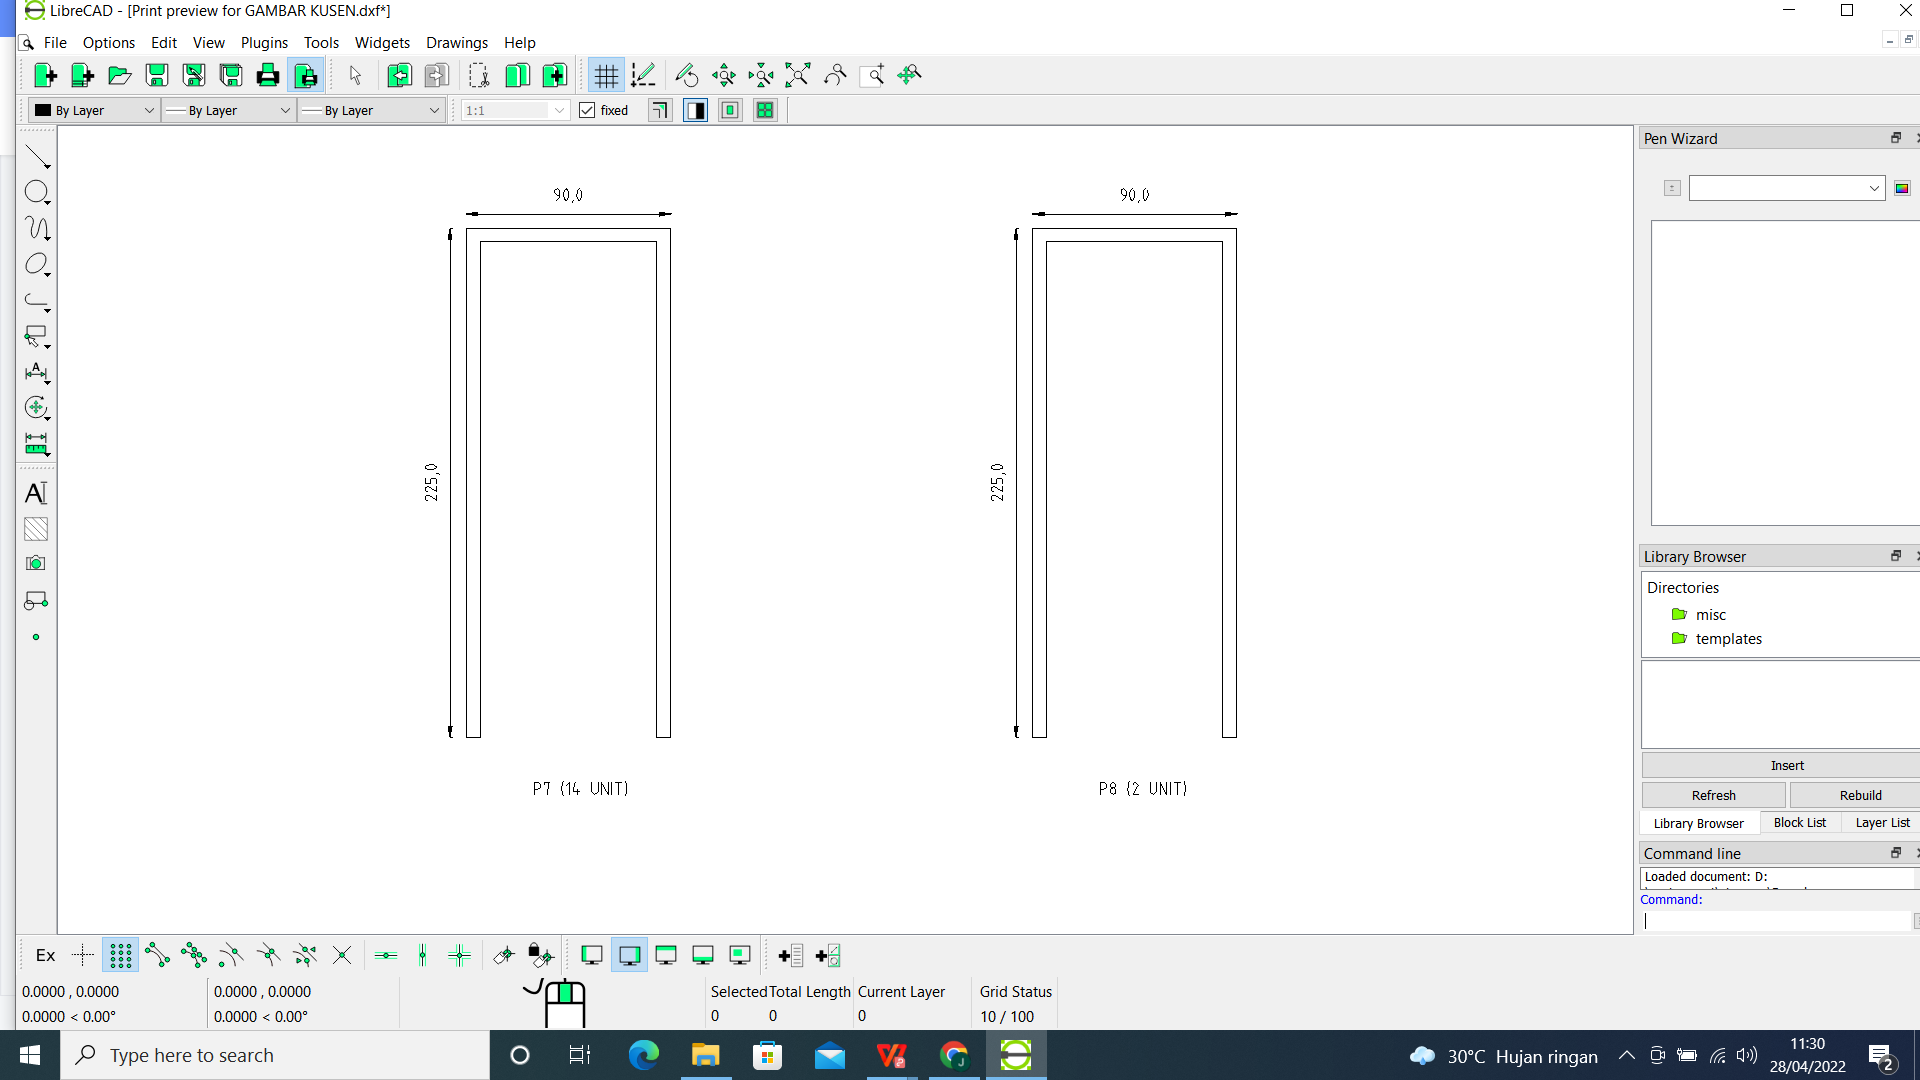 LibreCAD - [Print preview for GAMBAR KUSEN.dxf*]
File Options Edit View Plugins Tools Widgets Drawings Help
By Layer By Layer By Layer 1:1 fixed
Pen Wizard
90,0
225,0
P7 (14 UNIT)
90,0
225,0
P8 (2 UNIT)
Library Browser
Directories
misc
templates
Insert
Refresh Rebuild
Library Browser Block List Layer List
Command line
Loaded document: D:
Command:
Ex
0.0000 , 0.0000 0.0000 , 0.0000 Selected Total Length Current Layer Grid Status
0.0000 < 0.00° 0.0000 < 0.00° 0 0 0 10 / 100
Type here to search
30°C Hujan ringan
11:30
28/04/2022
2